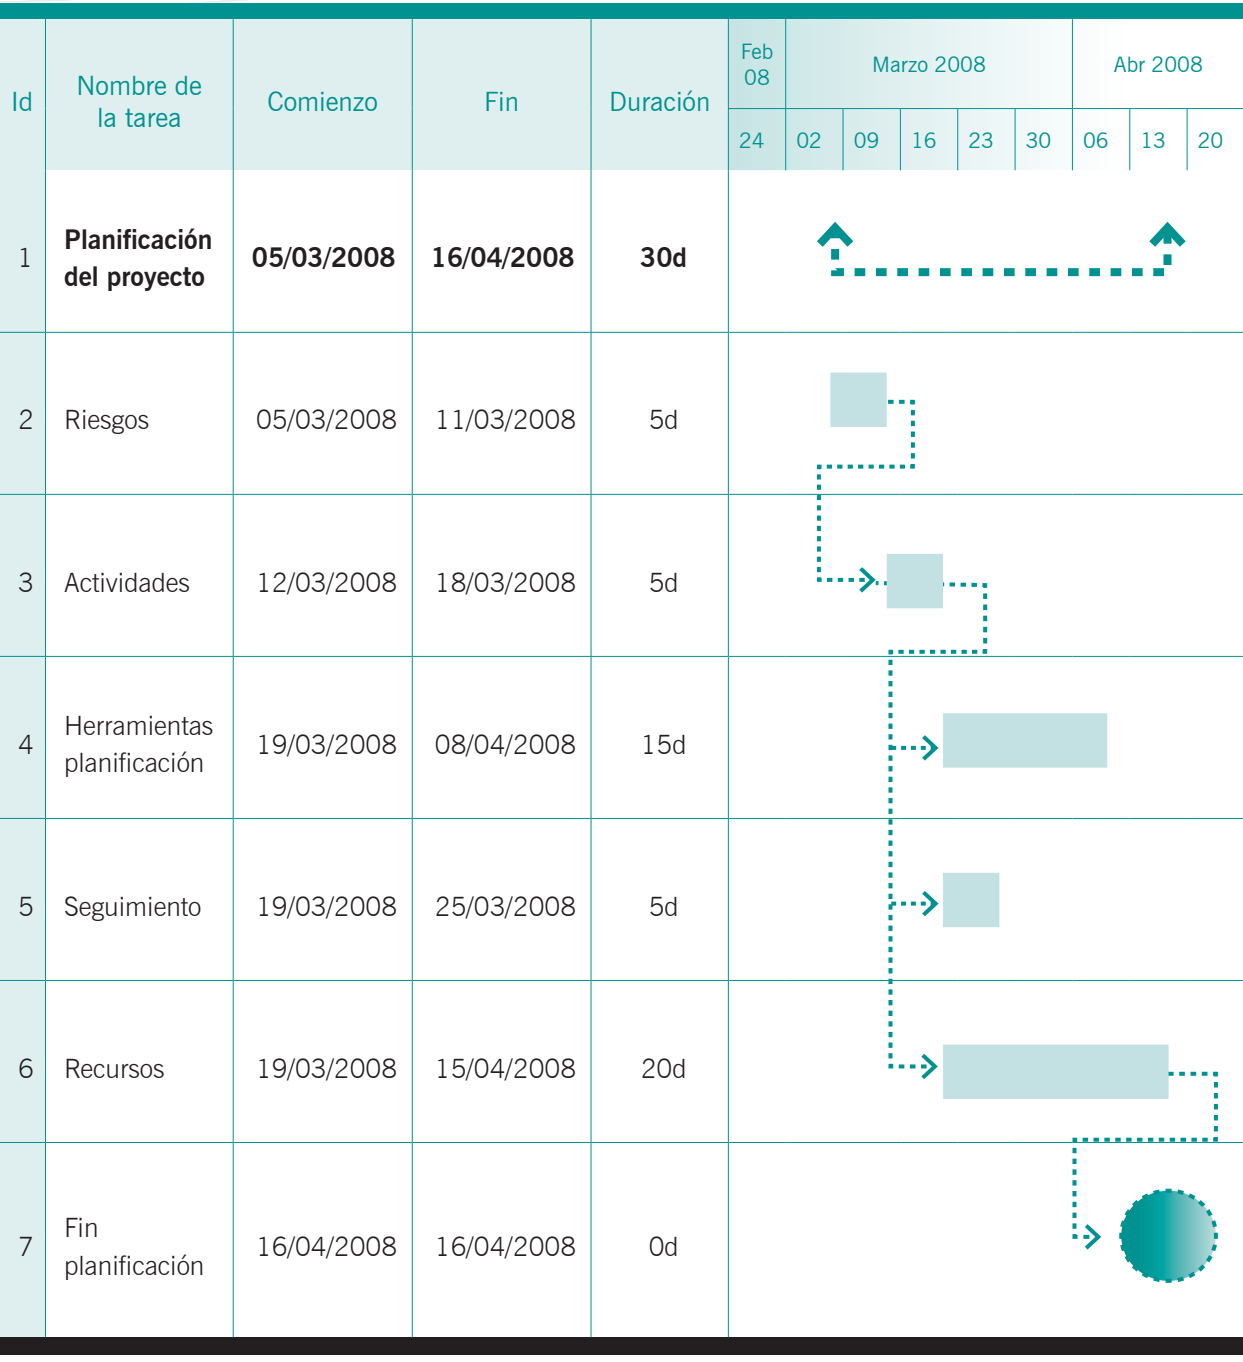 Id
Nombre de
la tarea
Comienzo
Fin
Duración
Feb
08
Marzo 2008
Abr 2008
24 02 09 16 23 30 06 13 20
1
Planificación
del proyecto
05/03/2008
16/04/2008
30d
2
Riesgos
05/03/2008
11/03/2008
5d
3
Actividades
12/03/2008
18/03/2008
5d
4
Herramientas
planificación
19/03/2008
08/04/2008
15d
5
Seguimiento
19/03/2008
25/03/2008
5d
6
Recursos
19/03/2008
15/04/2008
20d
7
Fin
planificación
16/04/2008
16/04/2008
0d